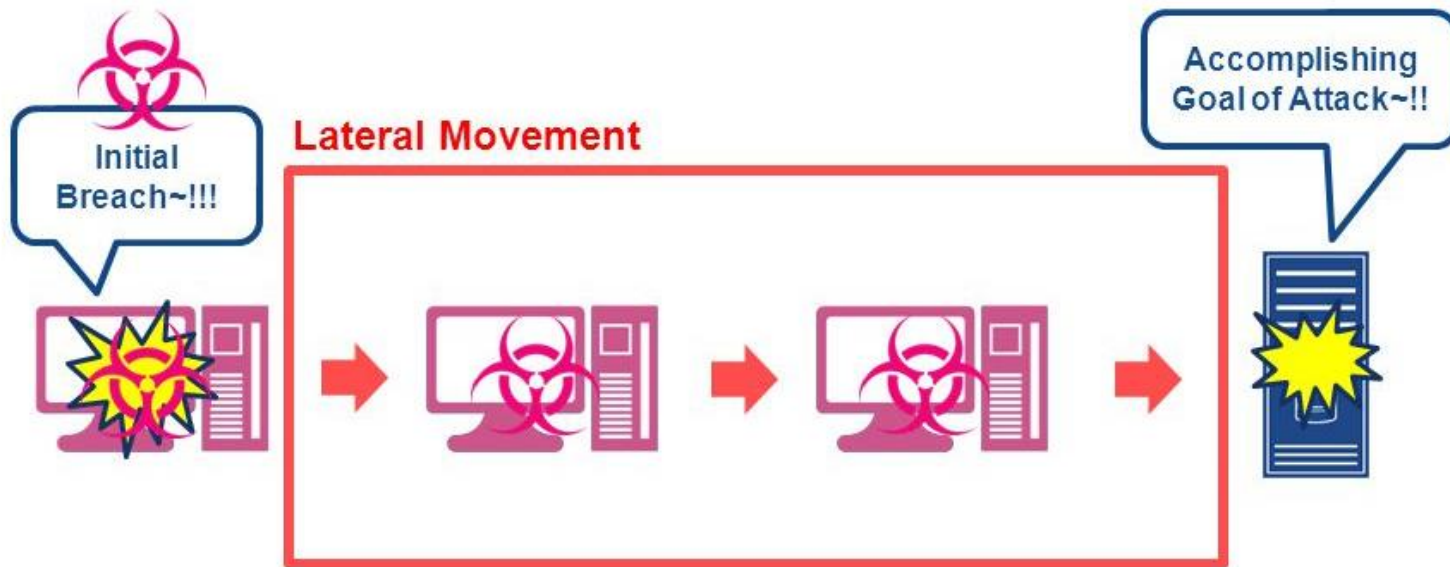 Initial
Breach~!!!
Lateral Movement
Accomplishing
Goal of Attack~!!